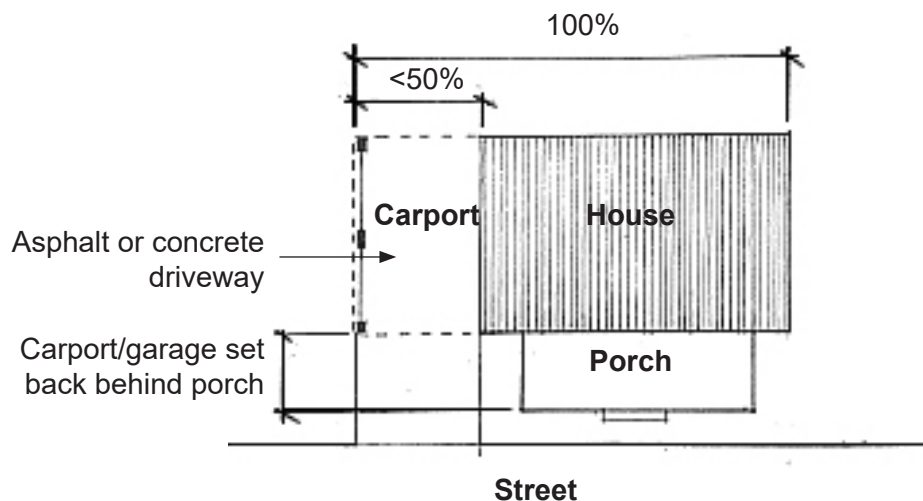 100%
<50%
Carport
House
Asphalt or concrete
driveway
Carport/garage set
back behind porch
Porch
Street